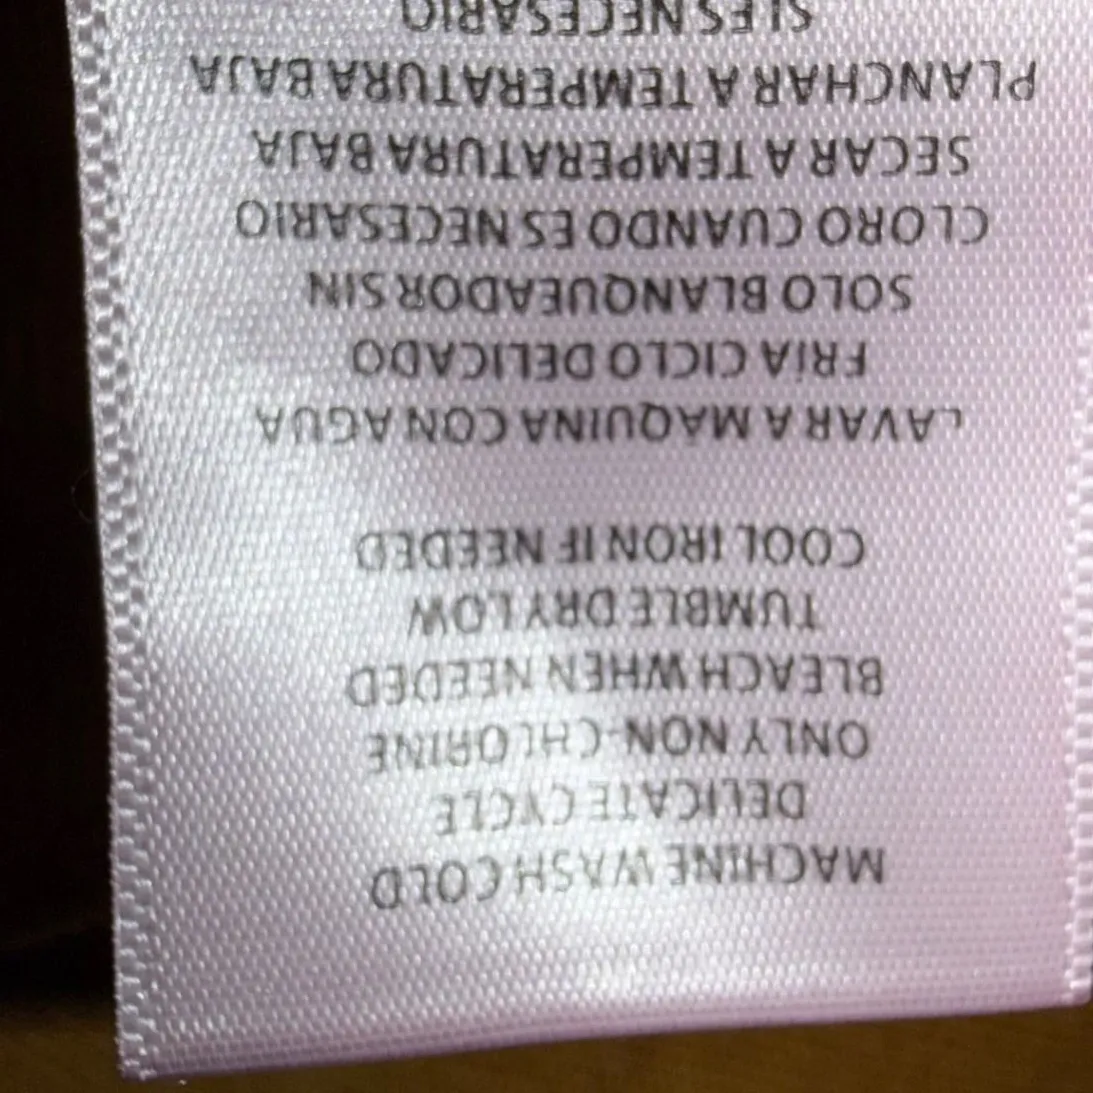 MACHINE WASH COLD
DELICATE CYCLE
ONLY NON-CHLORINE
BLEACH WHEN NEEDED
TUMBLE DRY LOW
COOL IRON IF NEEDED
LAVAR A MAQUINA CON AGUA
FRÍA CICLO DELICADO
SOLO BLANQUEADOR SIN
CLORO CUANDO ES NECESARIO
SECAR A TEMPERATURA BAJA
PLANCHAR A TEMPERATURA BAJA
SI ES NECESARIO